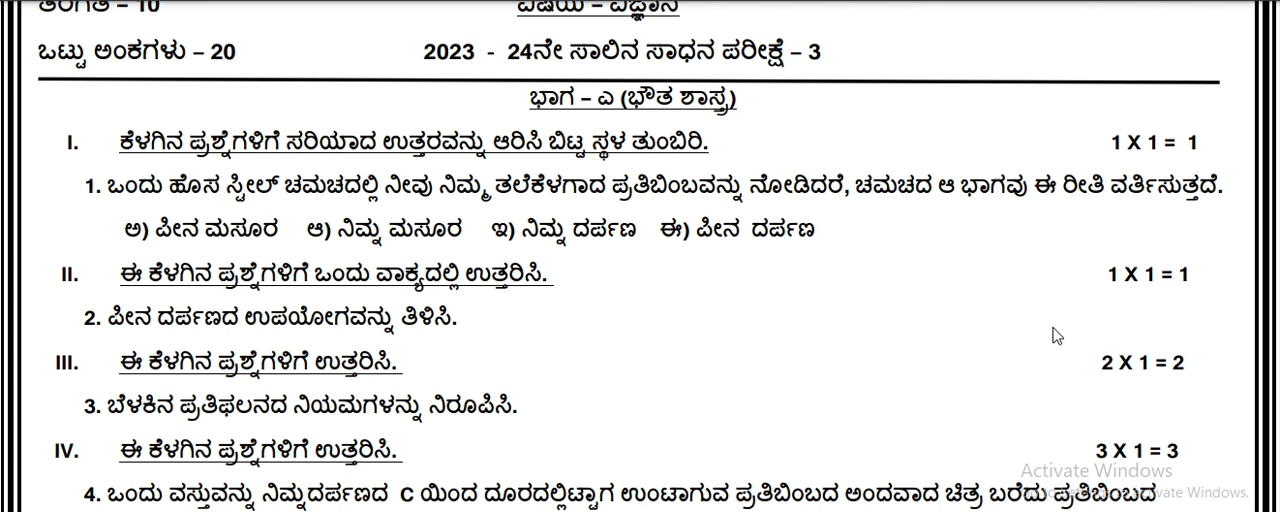 ತರಗತಿ – 10 ವಿಷಯ – ವಿಜ್ಞಾನ
ಒಟ್ಟು ಅಂಕಗಳು – 20 2023 - 24ನೇ ಸಾಲಿನ ಸಾಧನ ಪರೀಕ್ಷೆ – 3
ಭಾಗ – ಎ (ಭೌತ ಶಾಸ್ತ್ರ)
I. ಕೆಳಗಿನ ಪ್ರಶ್ನೆಗಳಿಗೆ ಸರಿಯಾದ ಉತ್ತರವನ್ನು ಆರಿಸಿ ಬಿಟ್ಟ ಸ್ಥಳ ತುಂಬಿರಿ. 1 X 1 = 1
1. ಒಂದು ಹೊಸ ಸ್ಟೀಲ್ ಚಮಚದಲ್ಲಿ ನೀವು ನಿಮ್ಮ ತಲೆಕೆಳಗಾದ ಪ್ರತಿಬಿಂಬವನ್ನು ನೋಡಿದರೆ, ಚಮಚದ ಆ ಭಾಗವು ಈ ರೀತಿ ವರ್ತಿಸುತ್ತದೆ.
ಅ) ಪೀನ ಮಸೂರ ಆ) ನಿಮ್ನ ಮಸೂರ ಇ) ನಿಮ್ನ ದರ್ಪಣ ಈ) ಪೀನ ದರ್ಪಣ
II. ಈ ಕೆಳಗಿನ ಪ್ರಶ್ನೆಗಳಿಗೆ ಒಂದು ವಾಕ್ಯದಲ್ಲಿ ಉತ್ತರಿಸಿ. 1 X 1 = 1
2. ಪೀನ ದರ್ಪಣದ ಉಪಯೋಗವನ್ನು ತಿಳಿಸಿ.
III. ಈ ಕೆಳಗಿನ ಪ್ರಶ್ನೆಗಳಿಗೆ ಉತ್ತರಿಸಿ. 2 X 1 = 2
3. ಬೆಳಕಿನ ಪ್ರತಿಫಲನದ ನಿಯಮಗಳನ್ನು ನಿರೂಪಿಸಿ.
IV. ಈ ಕೆಳಗಿನ ಪ್ರಶ್ನೆಗಳಿಗೆ ಉತ್ತರಿಸಿ. 3 X 1 = 3
Activate Windows
4. ಒಂದು ವಸ್ತುವನ್ನು ನಿಮ್ನದರ್ಪಣದ C ಯಿಂದ ದೂರದಲ್ಲಿಟ್ಟಾಗ ಉಂಟಾಗುವ ಪ್ರತಿಬಿಂಬದ ಅಂದವಾದ ಚಿತ್ರ ಬರೆದು ಪ್ರತಿಬಿಂಬದ
Windows.